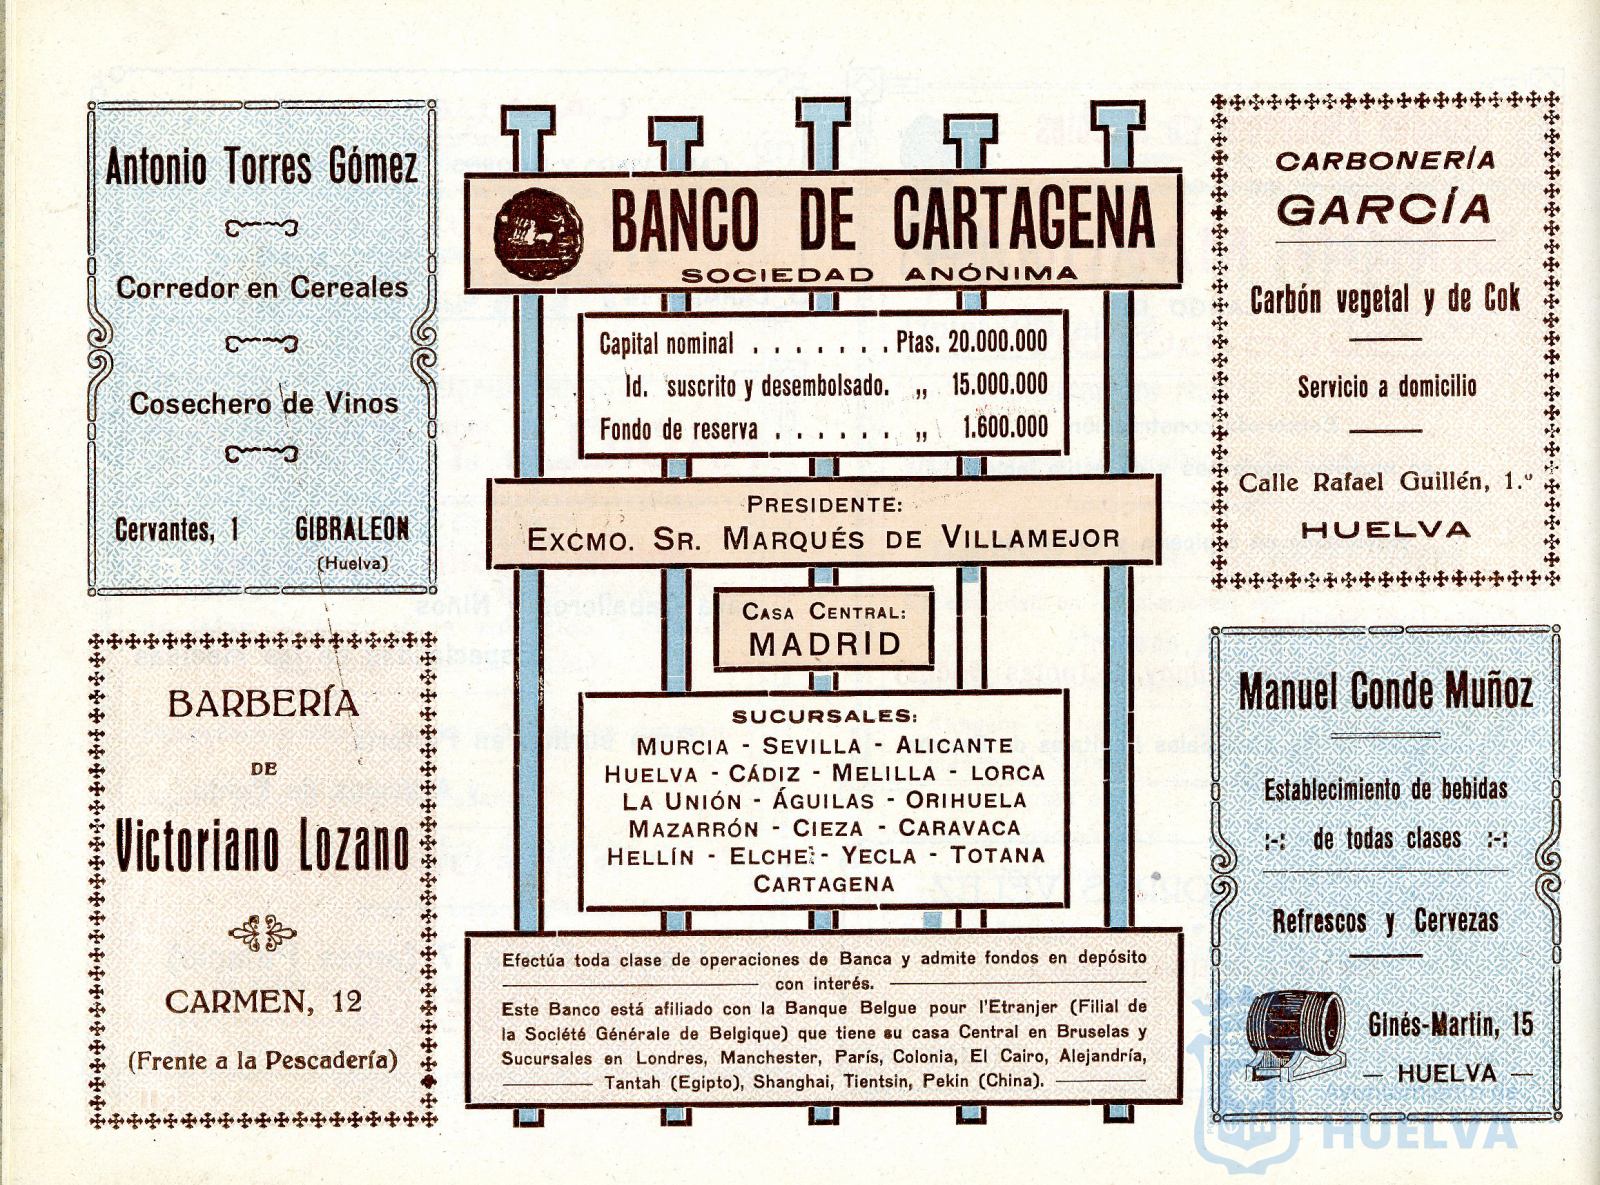 Antonio Torres Gómez
Corredor en Cereales
Cosechero de Vinos
Cervantes, 1 GIBRALEON
(Huelva)
BARBERÍA
DE
Victoriano Lozano
CARMEN, 12
(Frente a la Pescadería)
BANCO DE CARTAGENA
SOCIEDAD ANÓNIMA
Capital nominal . . . . . . . Ptas. 20.000.000
Id. suscrito y desembolsado. „ 15.000.000
Fondo de reserva . . . . . . „ 1.600.000
PRESIDENTE:
EXCMO. SR. MARQUÉS DE VILLAMEJOR
CASA CENTRAL:
MADRID
SUCURSALES:
MURCIA - SEVILLA - ALICANTE
HUELVA - CÁDIZ - MELILLA - LORCA
LA UNIÓN - ÁGUILAS - ORIHUELA
MAZARRÓN - CIEZA - CARAVACA
HELLÍN - ELCHE - YECLA - TOTANA
CARTAGENA
Efectúa toda clase de operaciones de Banca y admite fondos en depósito
con interés.
Este Banco está afiliado con la Banque Belgue pour l'Etranjer (Filial de
la Société Générale de Belgique) que tiene su casa Central en Bruselas y
Sucursales en Londres, Manchester, París, Colonia, El Cairo, Alejandría,
Tantah (Egipto), Shanghai, Tientsin, Pekin (China).
CARBONERÍA
GARCÍA
Carbón vegetal y de Cok
Servicio a domicilio
Calle Rafael Guillén, 1.º
HUELVA
Manuel Conde Muñoz
Establecimiento de bebidas
:-: de todas clases :-:
Refrescos y Cervezas
Ginés-Martin, 15
— HUELVA —
HUELVA